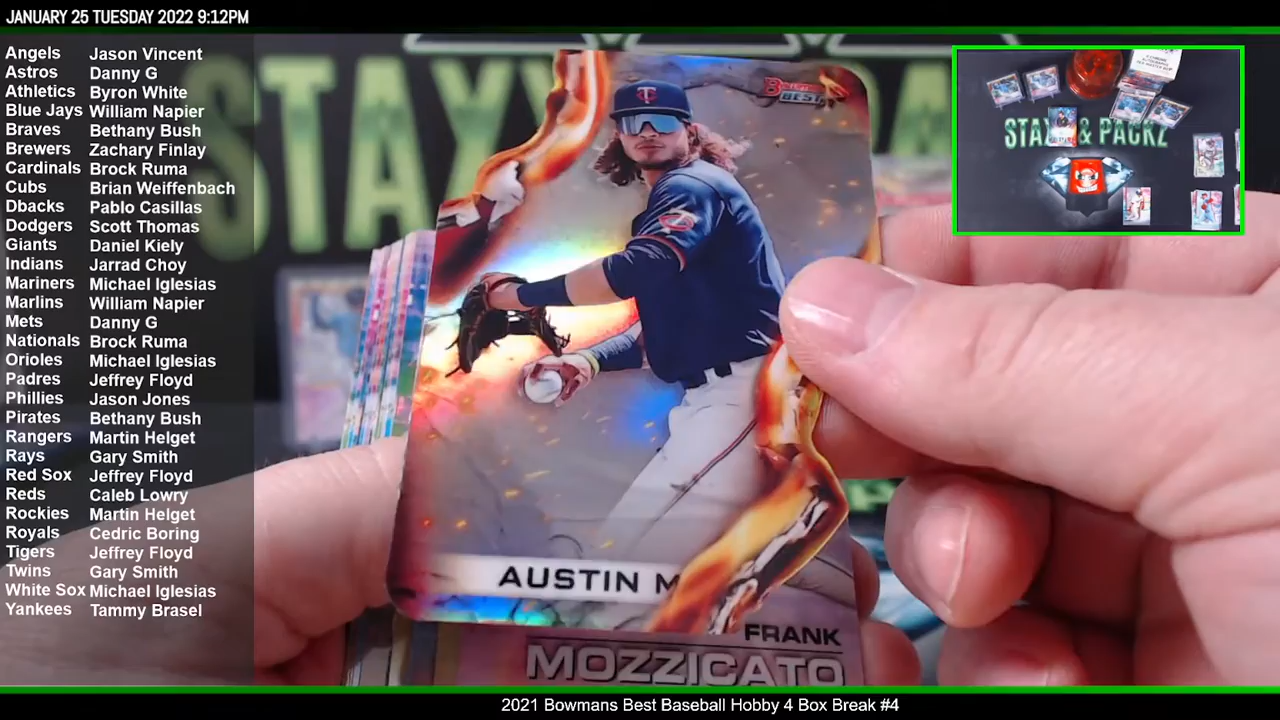 JANUARY 25 TUESDAY 2022 9:12PM
Angels Jason Vincent
Astros Danny G
Athletics Byron White
Blue Jays William Napier
Braves Bethany Bush
Brewers Zachary Finlay
Cardinals Brock Ruma
Cubs Brian Weiffenbach
Dbacks Pablo Casillas
Dodgers Scott Thomas
Giants Daniel Kiely
Indians Jarrad Choy
Mariners Michael Iglesias
Marlins William Napier
Mets Danny G
Nationals Brock Ruma
Orioles Michael Iglesias
Padres Jeffrey Floyd
Phillies Jason Jones
Pirates Bethany Bush
Rangers Martin Helget
Rays Gary Smith
Red Sox Jeffrey Floyd
Reds Caleb Lowry
Rockies Martin Helget
Royals Cedric Boring
Tigers Jeffrey Floyd
Twins Gary Smith
White Sox Michael Iglesias
Yankees Tammy Brasel
BEST
AUSTIN M
FRANK
MOZZICATO
& PACKZ
2021 Bowmans Best Baseball Hobby 4 Box Break #4